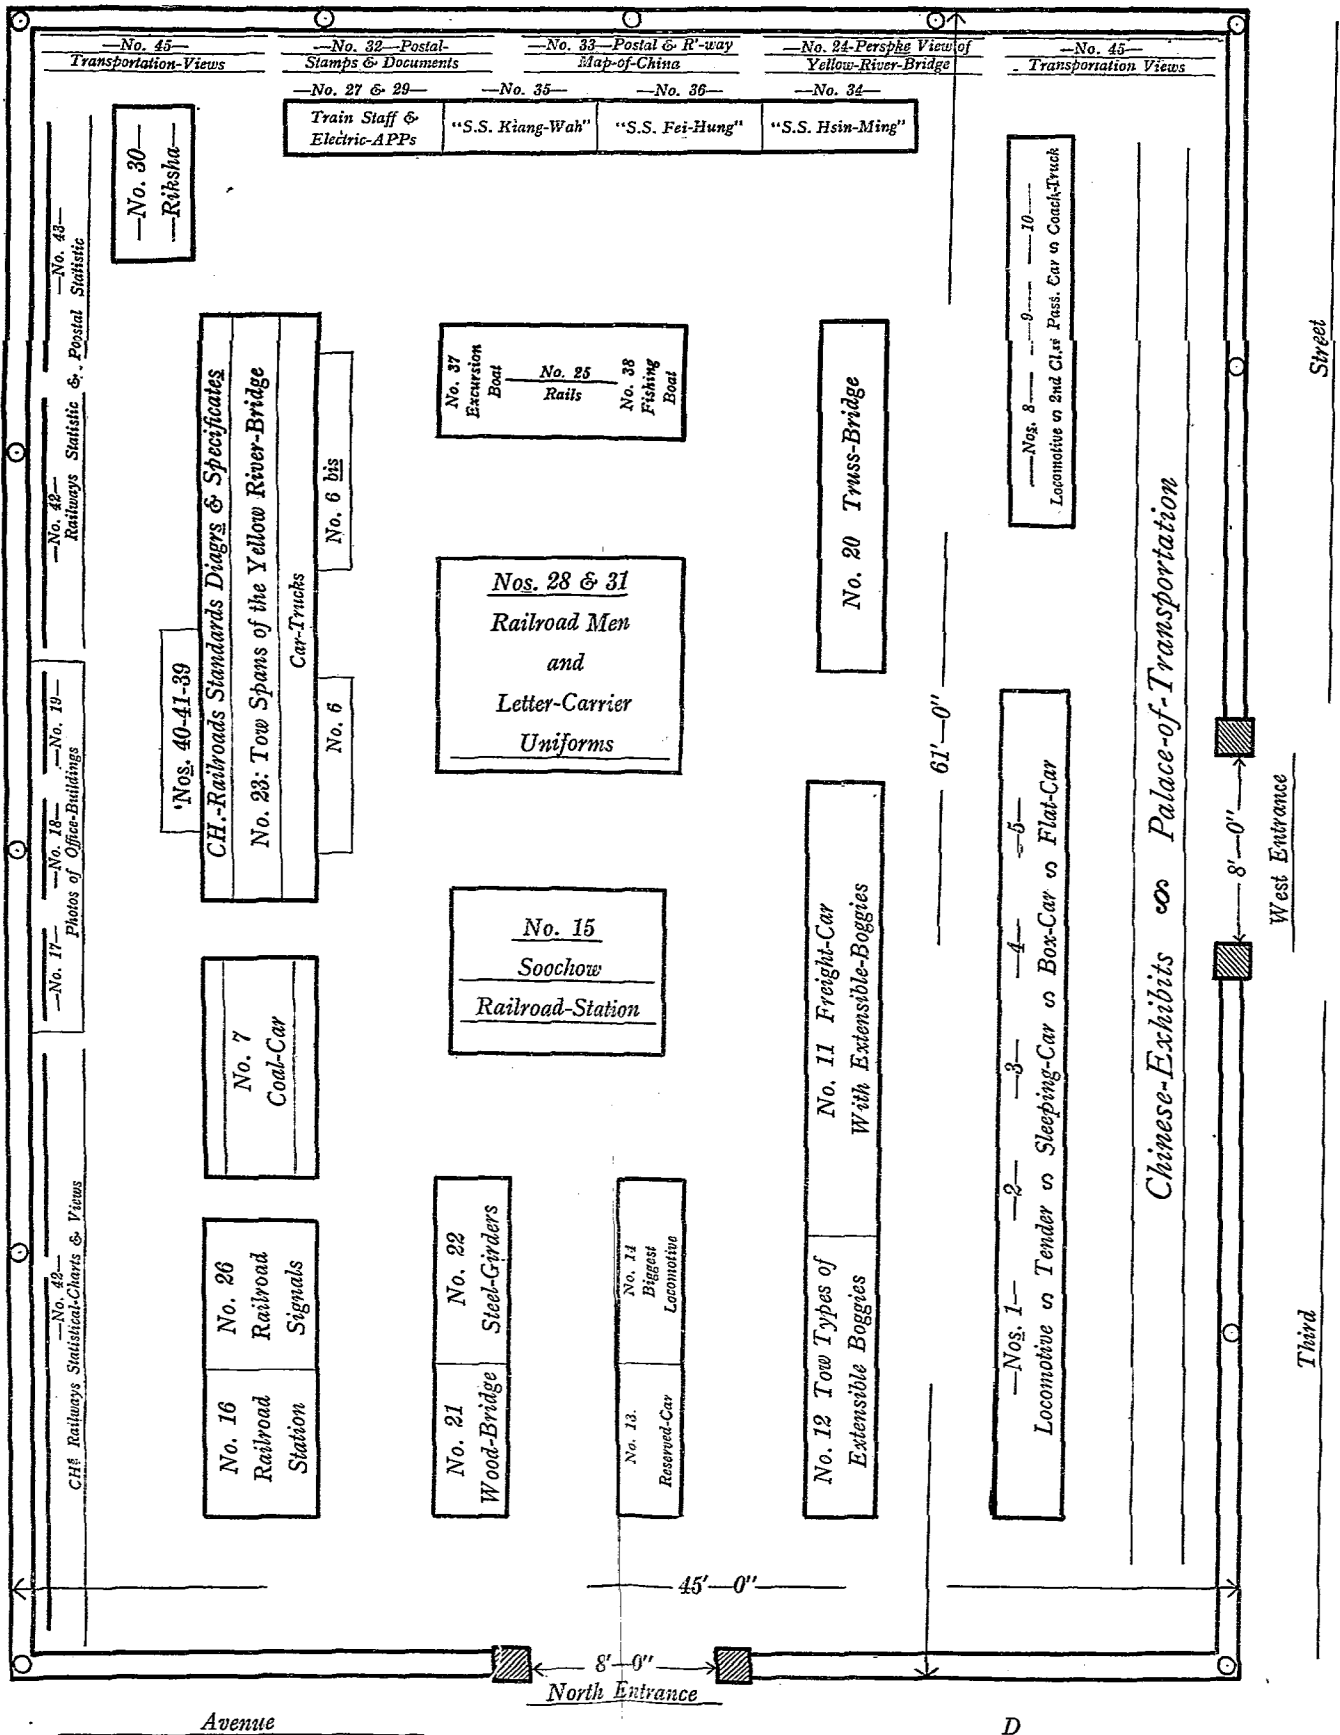 —No. 45—
Transportation-Views
—No. 32—Postal-
Stamps & Documents
—No. 33—Postal & R'-way
Map-of-China
—No. 24-Perspke View of
Yellow-River-Bridge
—No. 45—
Transportation Views
—No. 27 & 29—
—No. 35—
—No. 36—
—No. 34—
Train Staff &
Electric-APPs
"S.S. Kiang-Wah"
"S.S. Fei-Hung"
"S.S. Hsin-Ming"
—No. 30—
—Riksha—
—No. 43—
—No. 42—
Railways Statistic & Postal Statistic
—No. 17—
—No. 18—
—No. 19—
Photos of Office-Buildings
—No. 42—
CHe Railways Statistical-Charts & Views
Nos. 40-41-39
CH.-Railroads Standards Diagrs & Specificates
No. 23: Tow Spans of the Yellow River-Bridge
Car-Trucks
No. 6 bis
No. 6
No. 37
Excursion
Boat
No. 25
Rails
No. 38
Fishing
Boat
No. 20 Truss-Bridge
—Nos. 8— —9— —10—
Locomotive ဟ 2nd Cl.ss Pass. Car ဟ Coach-Truck
Nos. 28 & 31
Railroad Men
and
Letter-Carrier
Uniforms
61'—0"
No. 15
Soochow
Railroad-Station
No. 7
Coal-Car
No. 11 Freight-Car
With Extensible-Boggies
—Nos. 1— —2— —3— —4— —5—
Locomotive ဟ Tender ဟ Sleeping-Car ဟ Box-Car ဟ Flat-Car
Chinese-Exhibits ဟ Palace-of-Transportation
No. 26
Railroad
Signals
No. 16
Railroad
Station
No. 22
Steel-Girders
No. 21
Wood-Bridge
No. 14
Biggest
Locomotive
No. 13.
Reserved-Car
No. 12 Tow Types of
Extensible Boggies
45'—0"
8'—0"
North Entrance
8'—0"
West Entrance
Street
Third
Avenue
D